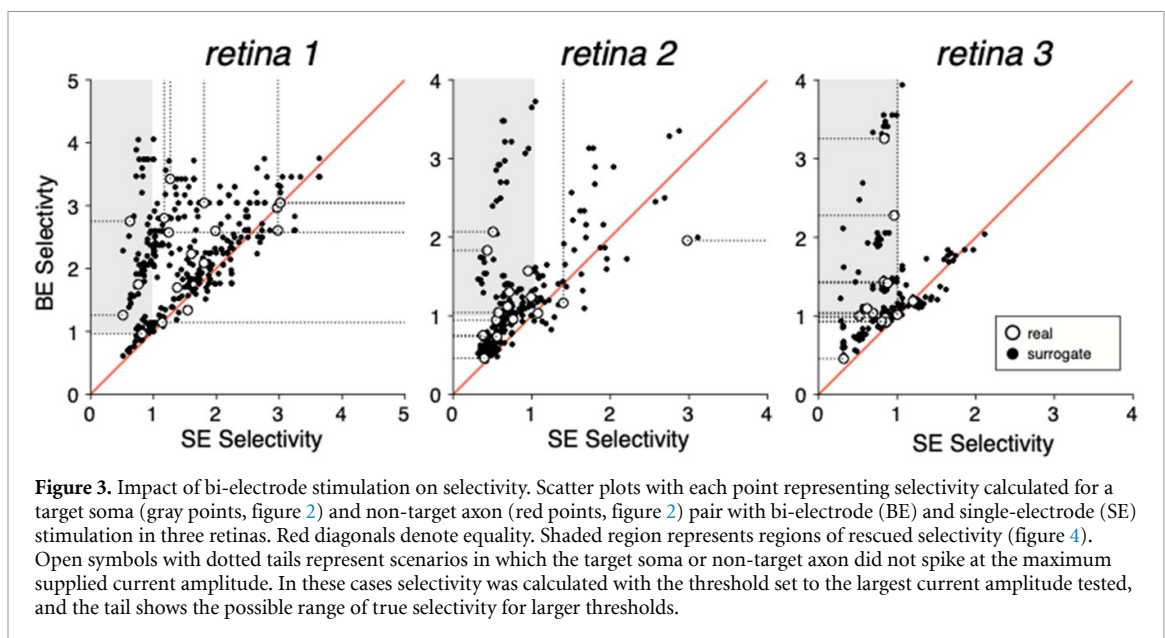 retina 1
retina 2
retina 3
5
4
3
2
1
0
BE Selectivty
0 1 2 3 4 5
SE Selectivity
4
3
2
1
0
0 1 2 3 4
SE Selectivity
4
3
2
1
0
0 1 2 3 4
SE Selectivity
real
surrogate
Figure 3. Impact of bi-electrode stimulation on selectivity. Scatter plots with each point representing selectivity calculated for a
target soma (gray points, figure 2) and non-target axon (red points, figure 2) pair with bi-electrode (BE) and single-electrode (SE)
stimulation in three retinas. Red diagonals denote equality. Shaded region represents regions of rescued selectivity (figure 4).
Open symbols with dotted tails represent scenarios in which the target soma or non-target axon did not spike at the maximum
supplied current amplitude. In these cases selectivity was calculated with the threshold set to the largest current amplitude tested,
and the tail shows the possible range of true selectivity for larger thresholds.